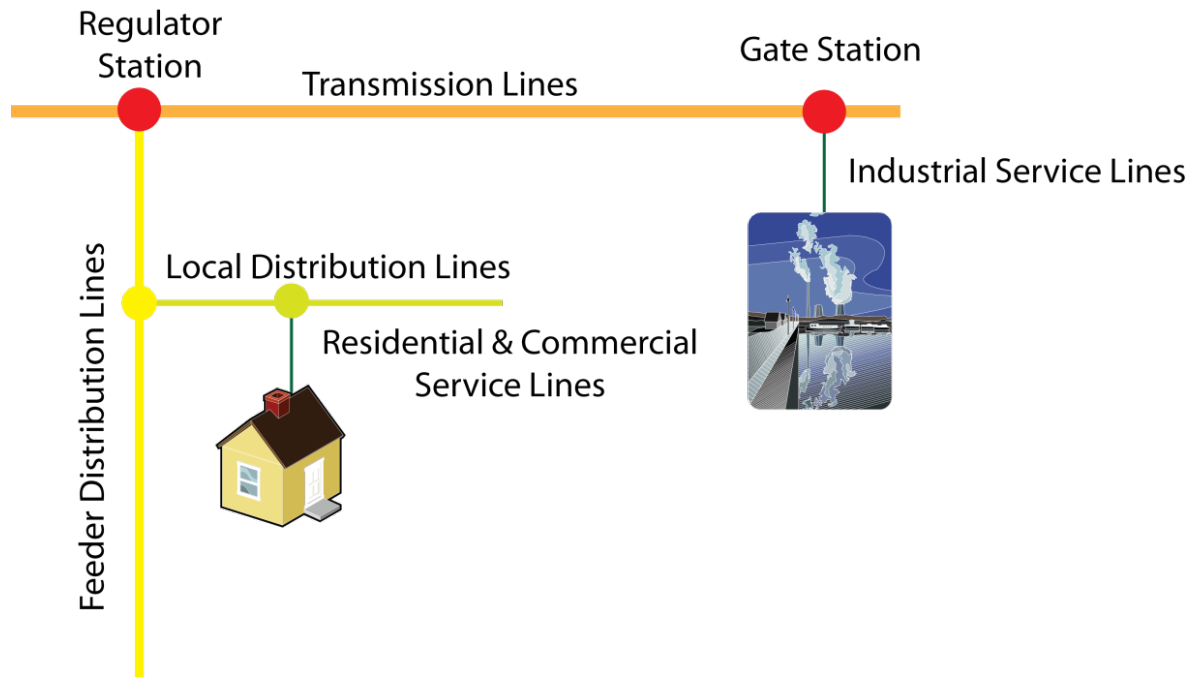 Regulator
Station
Gate Station
Transmission Lines
Industrial Service Lines
Local Distribution Lines
Feeder Distribution Lines
Residential & Commercial
Service Lines